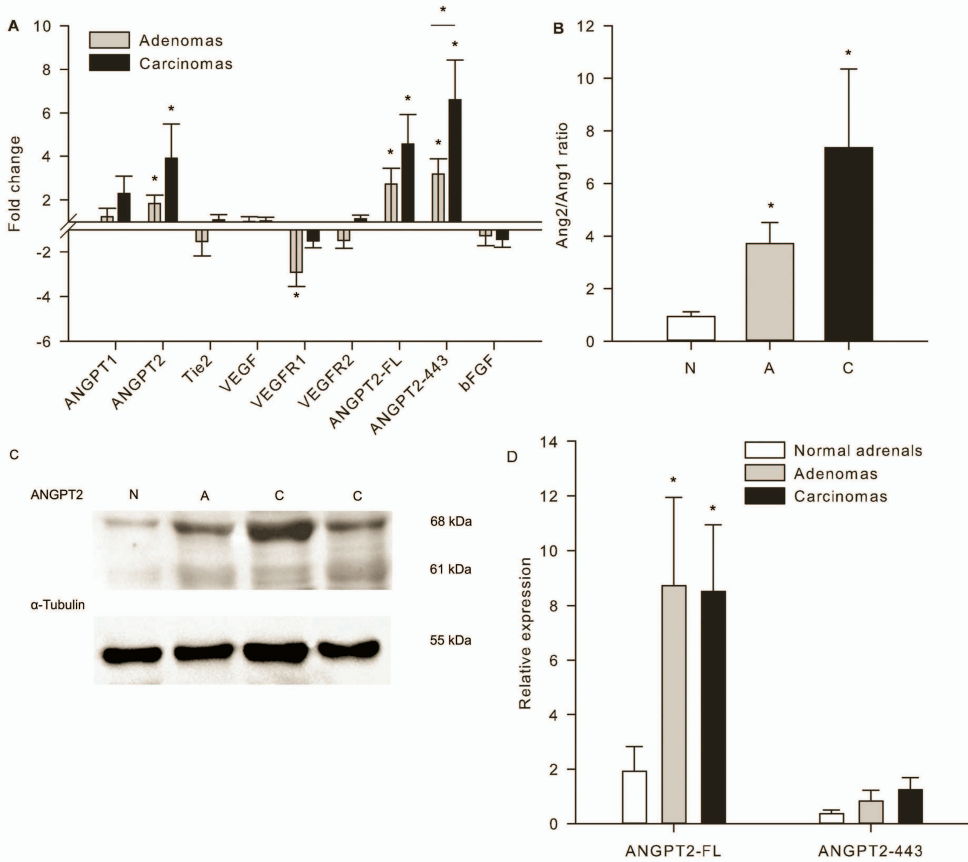 A
Fold change
10
8
6
4
2
-2
-4
-6
Adenomas
Carcinomas
*
*
*
*
*
*
*
*
ANGPT1
ANGPT2
Tie2
VEGF
VEGFR1
VEGFR2
ANGPT2-FL
ANGPT2-443
bFGF
B
Ang2/Ang1 ratio
12
10
8
6
4
2
0
*
*
N A C
C
ANGPT2 N A C C
68 kDa
61 kDa
α-Tubulin
55 kDa
D
Relative expression
14
12
10
8
6
4
2
0
Normal adrenals
Adenomas
Carcinomas
*
*
ANGPT2-FL ANGPT2-443